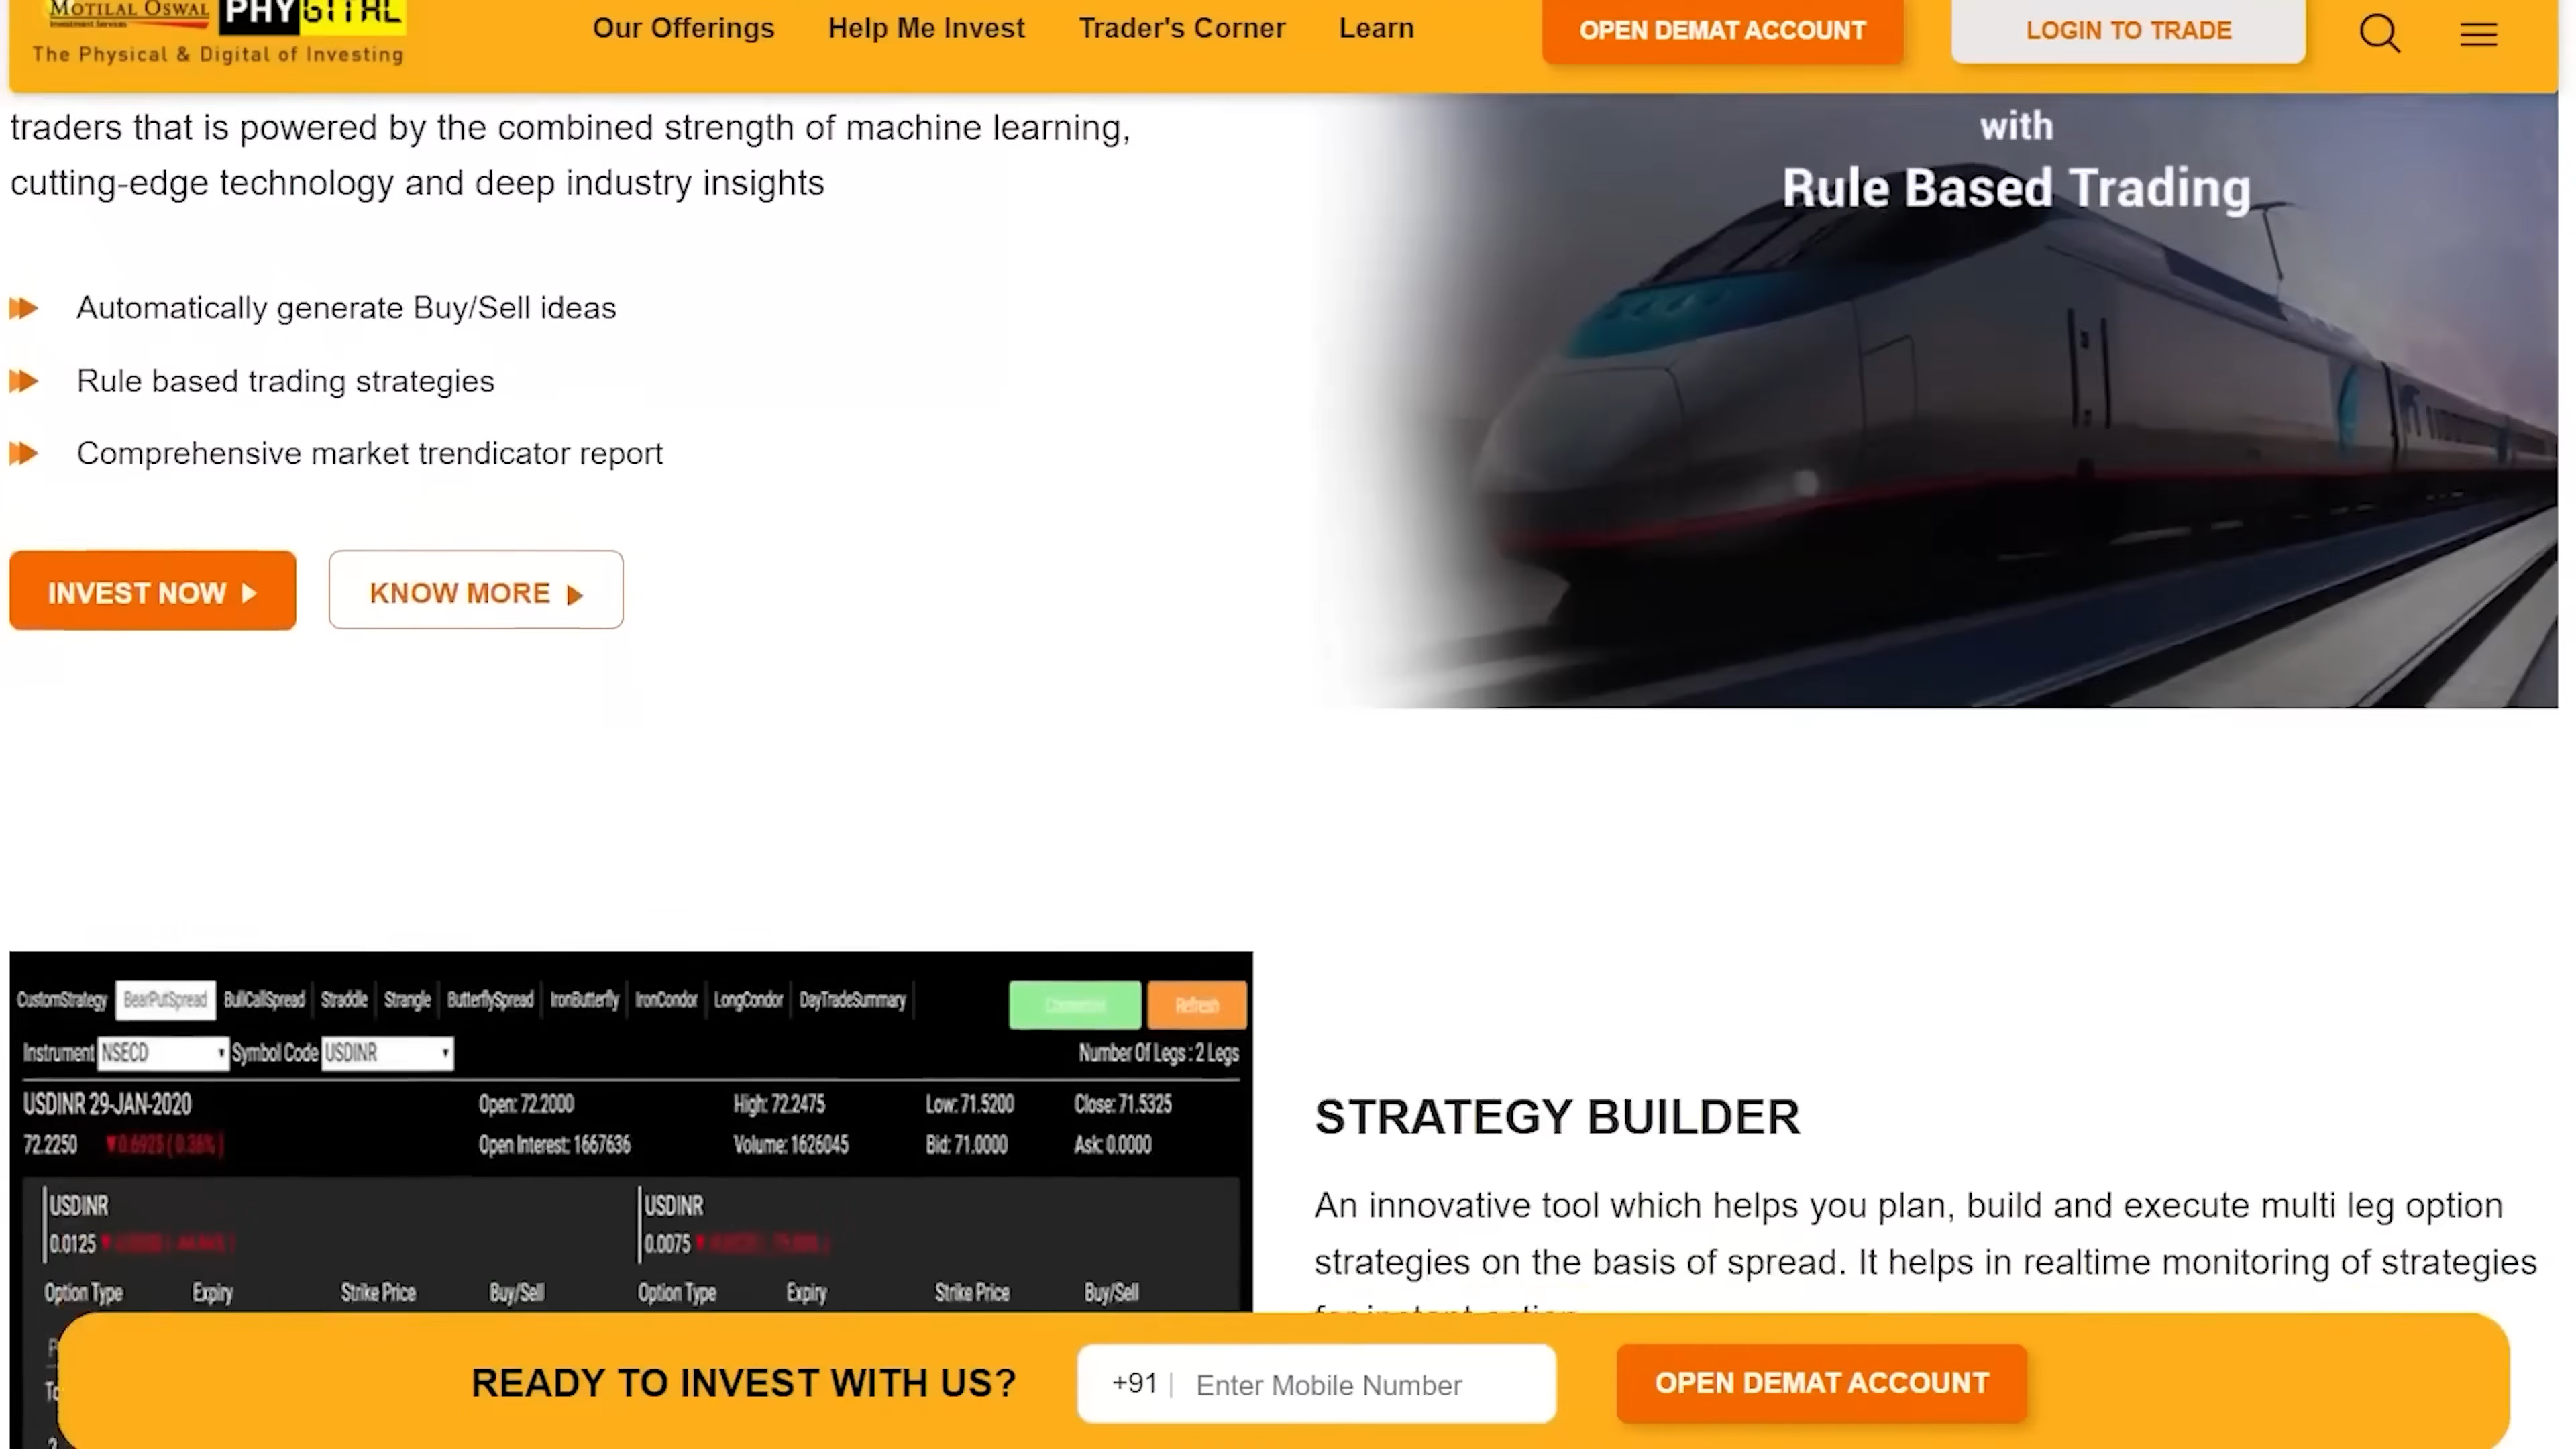 MOTILAL OSWAL
PHYGITAL
The Physical & Digital of Investing
Our Offerings
Help Me Invest
Trader's Corner
Learn
OPEN DEMAT ACCOUNT
LOGIN TO TRADE
traders that is powered by the combined strength of machine learning,
cutting-edge technology and deep industry insights
Automatically generate Buy/Sell ideas
Rule based trading strategies
Comprehensive market trendicator report
INVEST NOW
KNOW MORE
with
Rule Based Trading
CustomStrategy BearPutSpread BullCallSpread Straddle Strangle ButterflySpread IronButterfly IronCondor LongCondor DayTradeSummary
Refresh
Instrument NSECD Symbol Code USDINR Number Of Legs : 2 Legs
USDINR 29-JAN-2020 Open: 72.2000 High: 72.2475 Low: 71.5200 Close: 71.5325
72.2250 ▼0.6925 ( 0.36% ) Open Interest: 1667636 Volume: 1626045 Bid: 71.0000 Ask: 0.0000
USDINR USDINR
0.0125 0.0075
Option Type Expiry Strike Price Buy/Sell Option Type Expiry Strike Price Buy/Sell
STRATEGY BUILDER
An innovative tool which helps you plan, build and execute multi leg option
strategies on the basis of spread. It helps in realtime monitoring of strategies
for instant action
READY TO INVEST WITH US?
+91 | Enter Mobile Number
OPEN DEMAT ACCOUNT